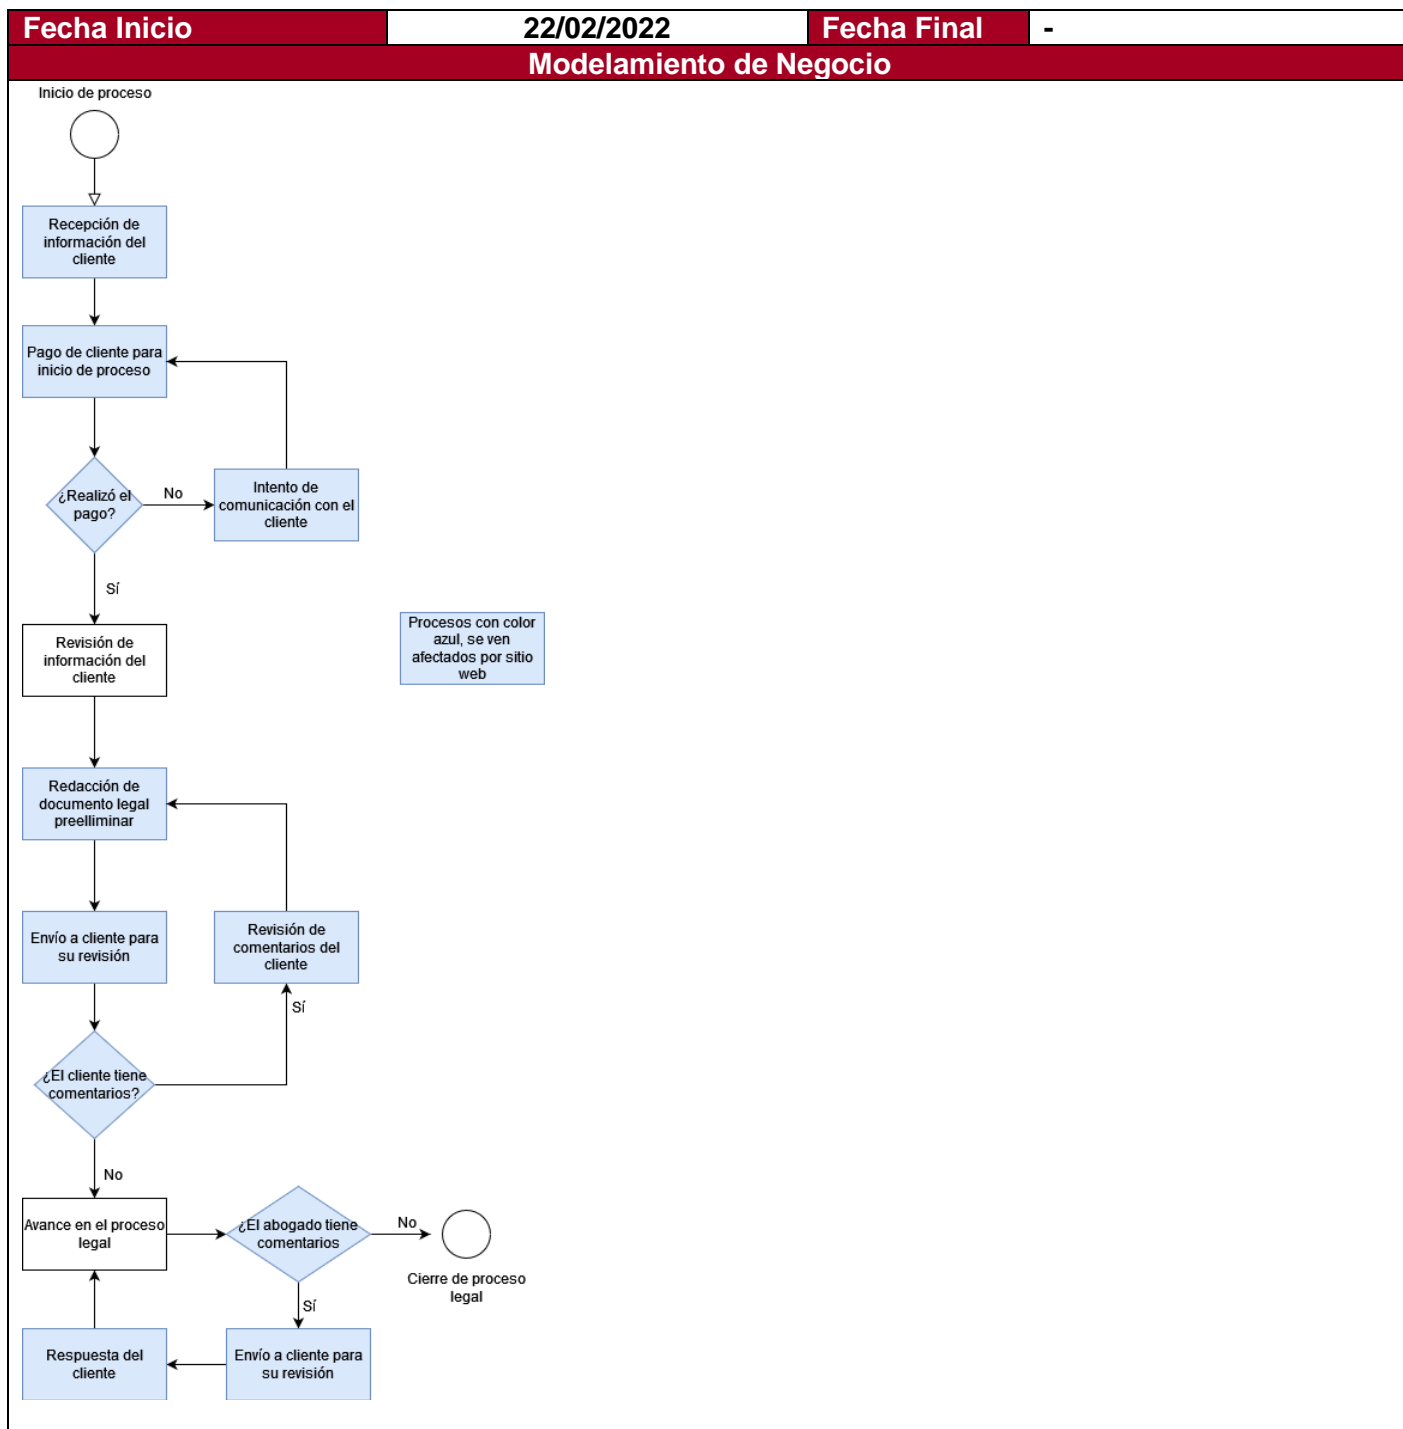 Fecha Inicio 22/02/2022 Fecha Final -
Modelamiento de Negocio
Inicio de proceso
Recepción de
información del
cliente
Pago de cliente para
inicio de proceso
¿Realizó el
pago?
No
Intento de
comunicación con el
cliente
Sí
Revisión de
información del
cliente
Procesos con color
azul, se ven
afectados por sitio
web
Redacción de
documento legal
preelliminar
Envío a cliente para
su revisión
Revisión de
comentarios del
cliente
Sí
¿El cliente tiene
comentarios?
No
Avance en el proceso
legal
¿El abogado tiene
comentarios
No
Cierre de proceso
legal
Sí
Respuesta del
cliente
Envío a cliente para
su revisión